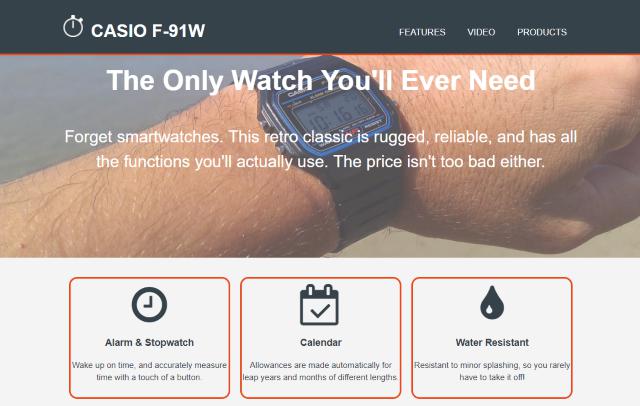 CASIO F-91W
FEATURES VIDEO PRODUCTS
The Only Watch You'll Ever Need
Forget smartwatches. This retro classic is rugged, reliable, and has all
the functions you'll actually use. The price isn't too bad either.
CASIO
Alarm & Stopwatch
Wake up on time, and accurately measure
time with a touch of a button.
Calendar
Allowances are made automatically for
leap years and months of different lengths.
Water Resistant
Resistant to minor splashing, so you rarely
have to take it off!